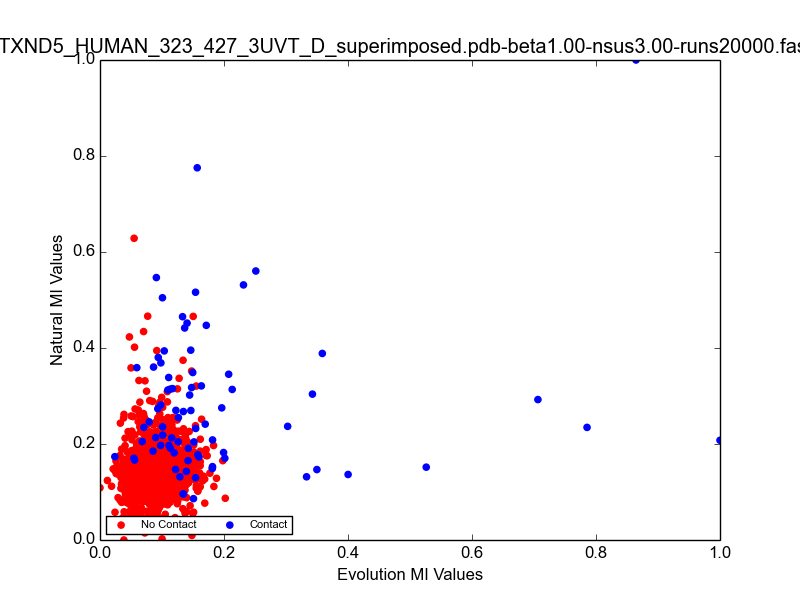 TXND5_HUMAN_323_427_3UVT_D_superimposed.pdb-beta1.00-nsus3.00-runs20000.fas
1.0
0.8
0.6
0.4
0.2
0.0
Natural MI Values
No Contact
Contact
0.0 0.2 0.4 0.6 0.8 1.0
Evolution MI Values